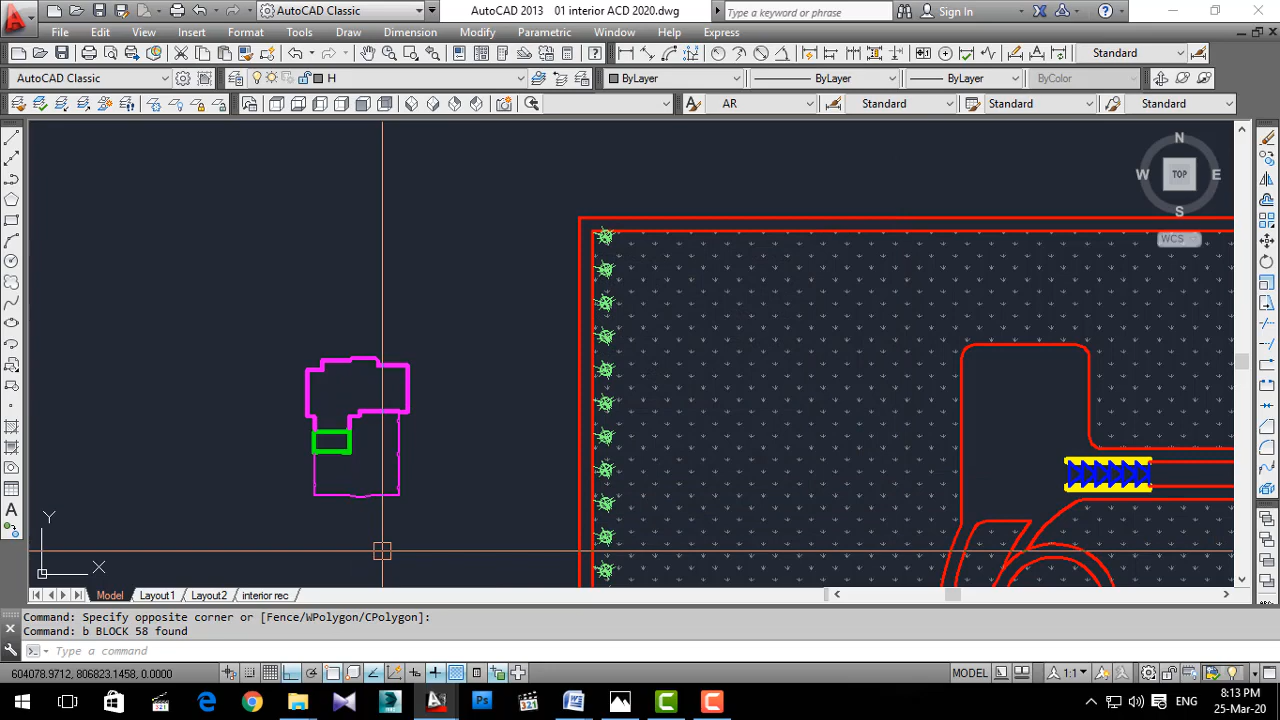 AutoCAD Classic
AutoCAD 2013 01 interior ACD 2020.dwg
Type a keyword or phrase
Sign In
File Edit View Insert Format Tools Draw Dimension Modify Parametric Window Help Express
Standard
AutoCAD Classic
H
ByLayer
ByLayer
ByLayer
ByColor
Standard
AR
Standard
Standard
Standard
N
W TOP E
S
WCS
Y
X
Model Layout1 Layout2 interior rec
Command: Specify opposite corner or [Fence/WPolygon/CPolygon]:
Command: b BLOCK 58 found
Type a command
604078.9712, 806823.1458, 0.0000
MODEL
1:1
ENG
8:13 PM
25-Mar-20